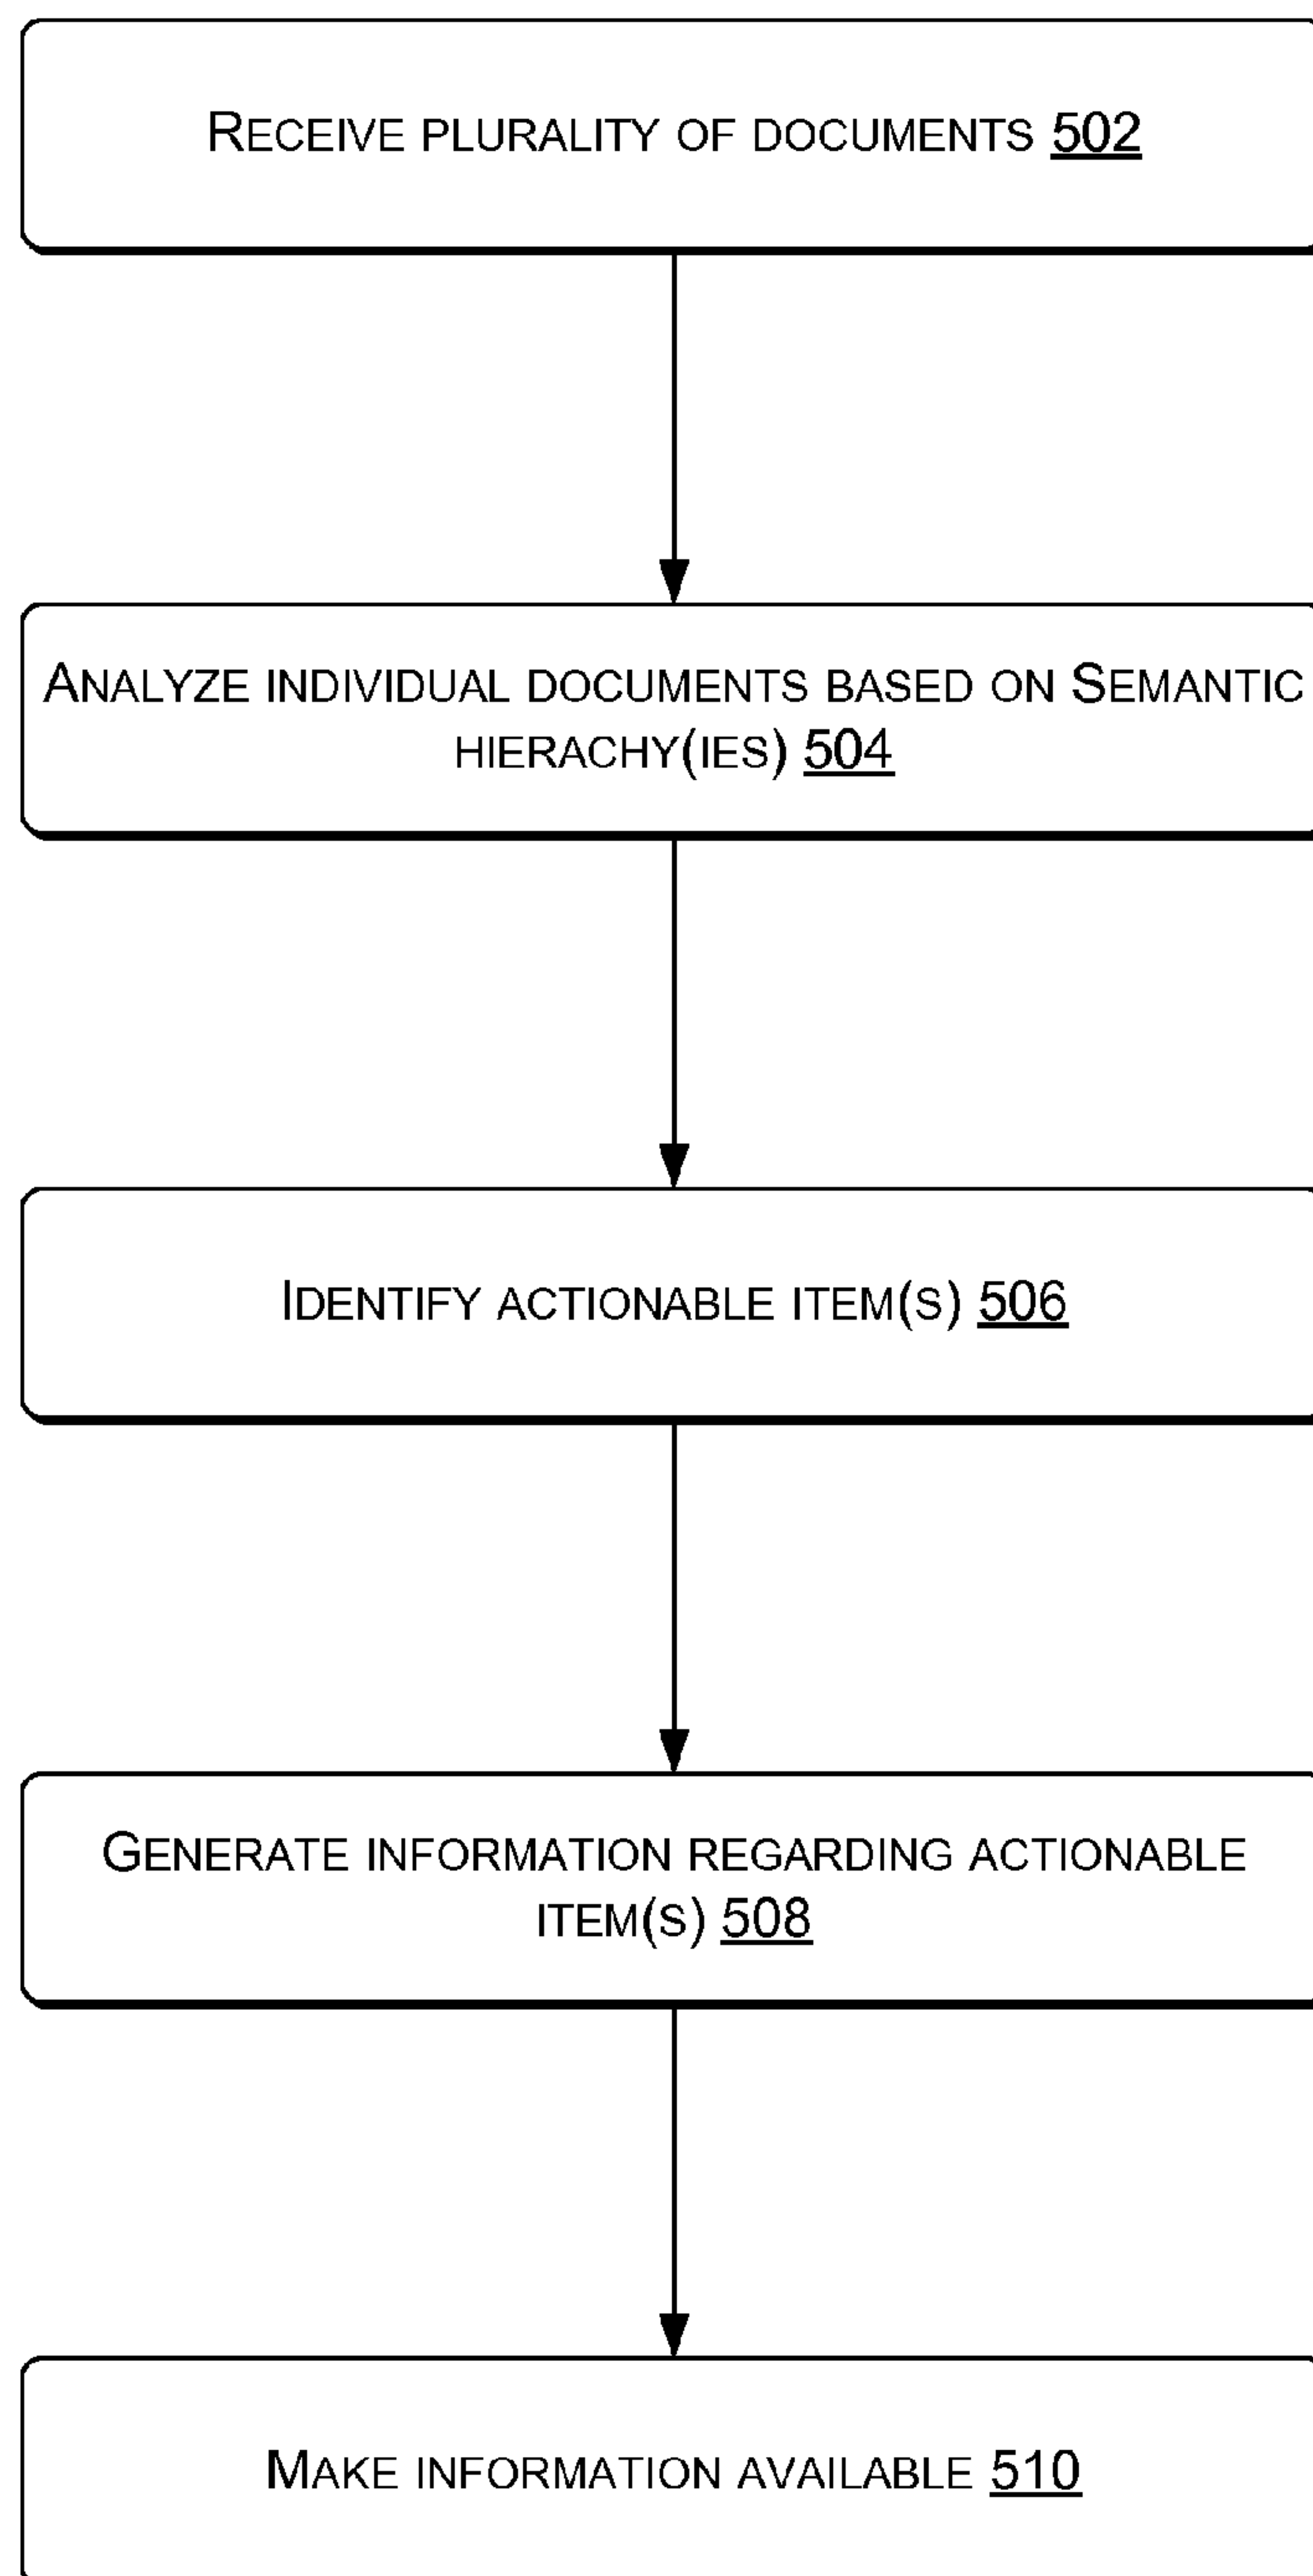 RECEIVE PLURALITY OF DOCUMENTS 502
ANALYZE INDIVIDUAL DOCUMENTS BASED ON SEMANTIC
HIERACHY(IES) 504
IDENTIFY ACTIONABLE ITEM(S) 506
GENERATE INFORMATION REGARDING ACTIONABLE
ITEM(S) 508
MAKE INFORMATION AVAILABLE 510